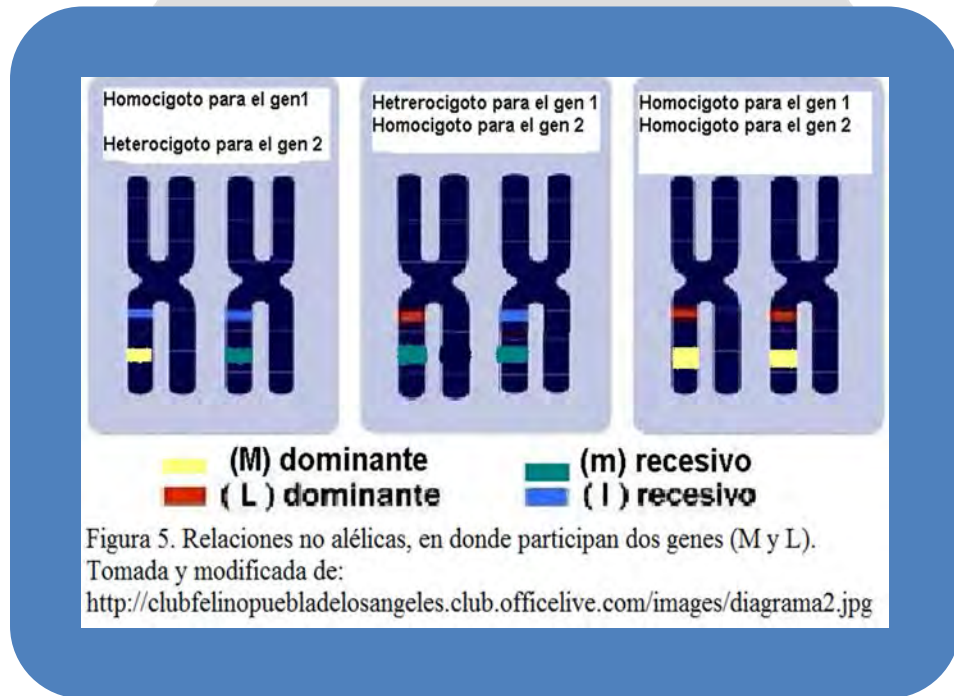 Homocigoto para el gen1
Heterocigoto para el gen 2
Hetrerocigoto para el gen 1
Homocigoto para el gen 2
Homocigoto para el gen 1
Homocigoto para el gen 2
(M) dominante
( L ) dominante
(m) recesivo
( l ) recesivo
Figura 5. Relaciones no alélicas, en donde participan dos genes (M y L).
Tomada y modificada de:
http://clubfelinopuebladelosangeles.club.officelive.com/images/diagrama2.jpg